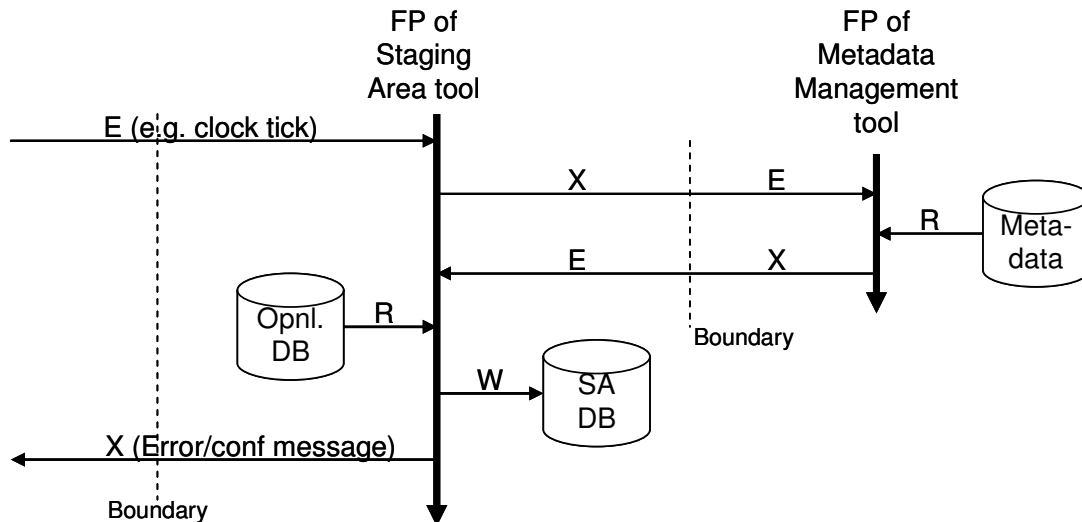 FP of
Staging
Area tool
FP of
Metadata
Management
tool
E (e.g. clock tick)
X
E
R
Meta-
data
E
X
Opnl.
DB
R
Boundary
W
SA
DB
X (Error/conf message)
Boundary